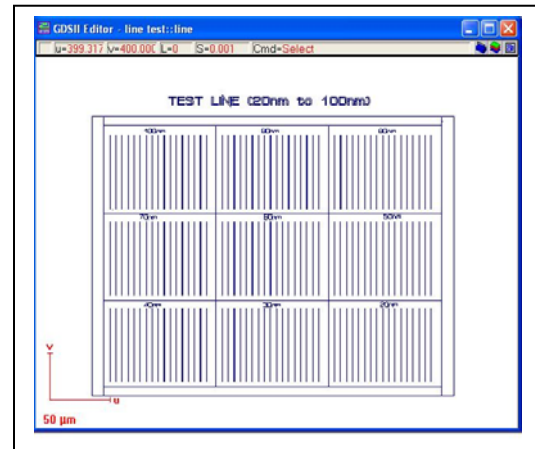 GDSII Editor - line test::line
u=399.317 v=400.000 L=0 S=0.001 Cmd=Select
TEST LINE (20nm to 100nm)
100nm 90nm
70nm 60nm 50nm
40nm 30nm 20nm
v
u
50 µm